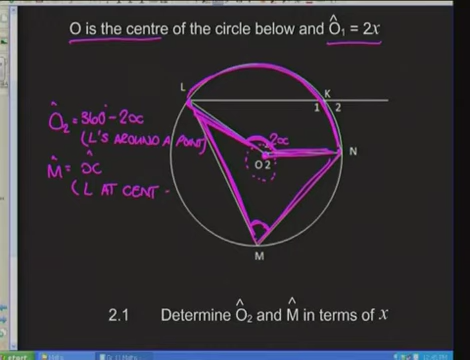 O is the centre of the circle below and Ô₁ = 2x
L
K
1 2
Ô₂ = 360° - 2x
(L'S AROUND A POINT)
2x
M̂ = x̂
O 2
N
(L AT CENT -
M
2.1 Determine Ô₂ and M̂ in terms of x
start